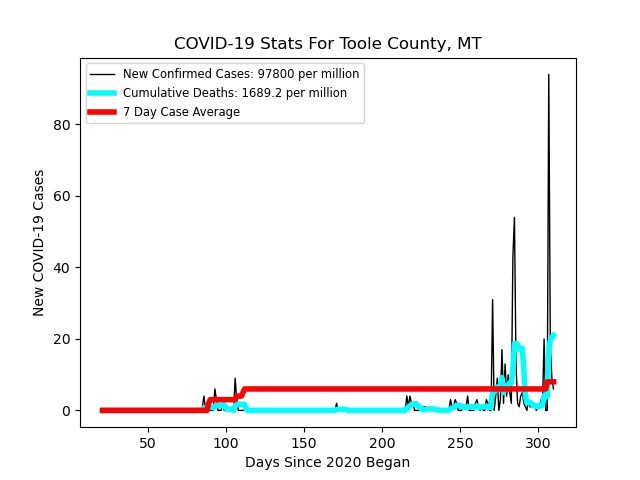 COVID-19 Stats For Toole County, MT
New Confirmed Cases: 97800 per million
Cumulative Deaths: 1689.2 per million
7 Day Case Average
New COVID-19 Cases
80
60
40
20
0
50 100 150 200 250 300
Days Since 2020 Began